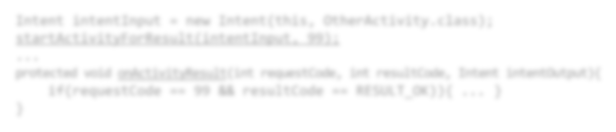 Intent intentInput = new Intent(this, OtherActivity.class);
startActivityForResult(intentInput, 99);
...
protected void onActivityResult(int requestCode, int resultCode, Intent intentOutput){
    if(requestCode == 99 && resultCode == RESULT_OK)){ ... }
}